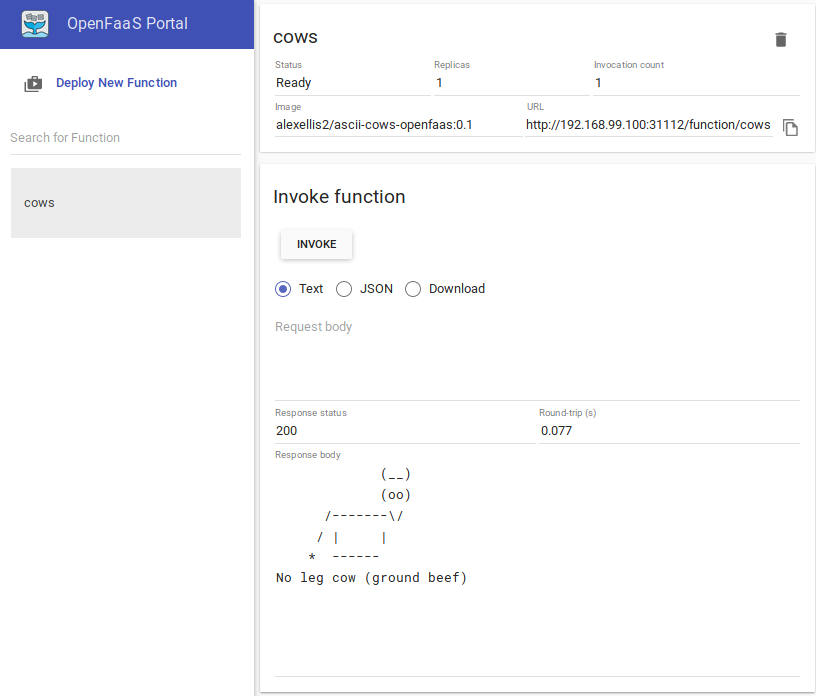 OpenFaaS Portal
Deploy New Function
Search for Function
cows
cows
Status
Replicas
Invocation count
Ready
1
1
Image
URL
alexellis2/ascii-cows-openfaas:0.1
http://192.168.99.100:31112/function/cows
Invoke function
INVOKE
Text
JSON
Download
Request body
Response status
Round-trip (s)
200
0.077
Response body
             (__)
             (oo)
      /-------\/
     / |     |
    *  ------
No leg cow (ground beef)